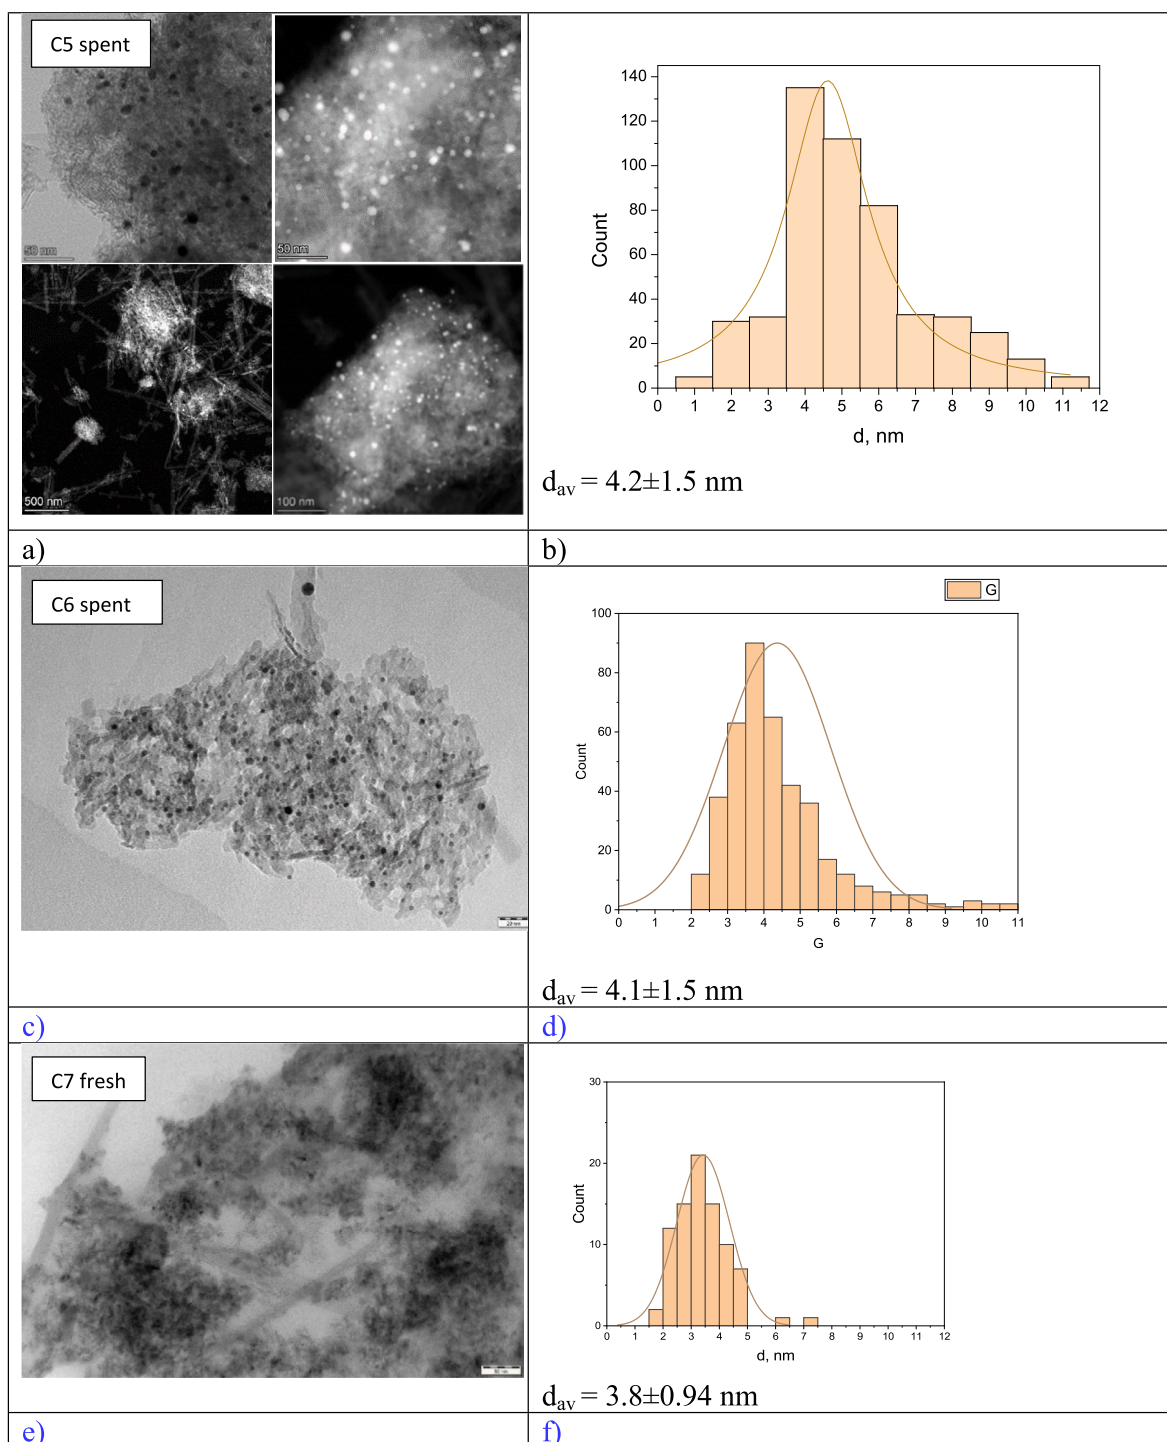 C5 spent
50 nm
50 nm
500 nm
100 nm
140
120
100
80
60
40
20
0
Count
0 1 2 3 4 5 6 7 8 9 10 11 12
d, nm
dav = 4.2±1.5 nm
a)
b)
C6 spent
20 nm
G
100
80
60
40
20
0
Count
0 1 2 3 4 5 6 7 8 9 10 11
G
dav = 4.1±1.5 nm
c)
d)
C7 fresh
30
20
10
0
Count
0 1 2 3 4 5 6 7 8 9 10 11 12
d, nm
dav = 3.8±0.94 nm
e)
f)